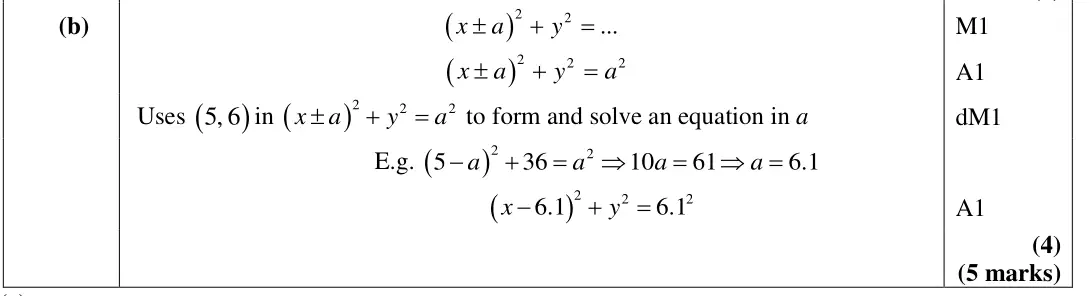 (b) (x ± a)² + y² = ... M1
(x ± a)² + y² = a² A1
Uses (5, 6) in (x ± a)² + y² = a² to form and solve an equation in a dM1
E.g. (5 − a)² + 36 = a² ⇒ 10a = 61 ⇒ a = 6.1
(x − 6.1)² + y² = 6.1² A1
(4)
(5 marks)